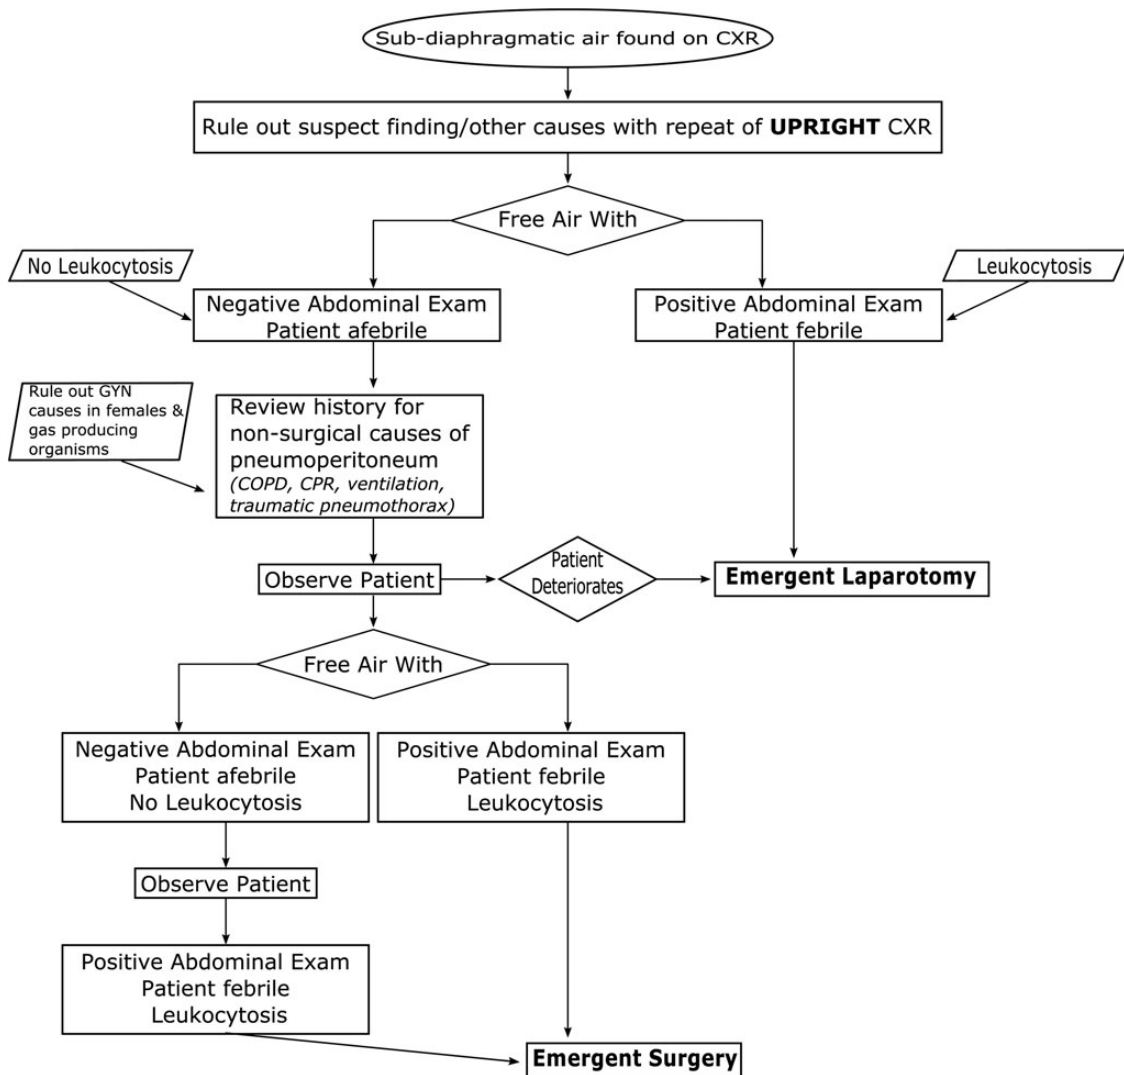 Sub-diaphragmatic air found on CXR
Rule out suspect finding/other causes with repeat of UPRIGHT CXR
Free Air With
No Leukocytosis
Leukocytosis
Negative Abdominal Exam
Patient afebrile
Positive Abdominal Exam
Patient febrile
Rule out GYN
causes in females &
gas producing
organisms
Review history for
non-surgical causes of
pneumoperitoneum
(COPD, CPR, ventilation,
traumatic pneumothorax)
Observe Patient
Patient
Deteriorates
Emergent Laparotomy
Free Air With
Negative Abdominal Exam
Patient afebrile
No Leukocytosis
Positive Abdominal Exam
Patient febrile
Leukocytosis
Observe Patient
Positive Abdominal Exam
Patient febrile
Leukocytosis
Emergent Surgery